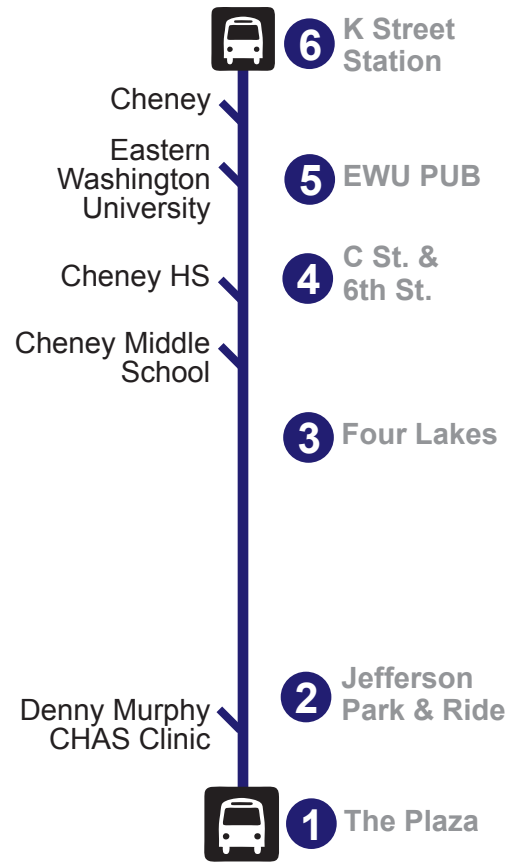 6 K Street
Station
Cheney
Eastern
Washington
University
5 EWU PUB
C St. &
4 6th St.
Cheney HS
Cheney Middle
School
3 Four Lakes
Jefferson
2 Park & Ride
Denny Murphy
CHAS Clinic
1 The Plaza